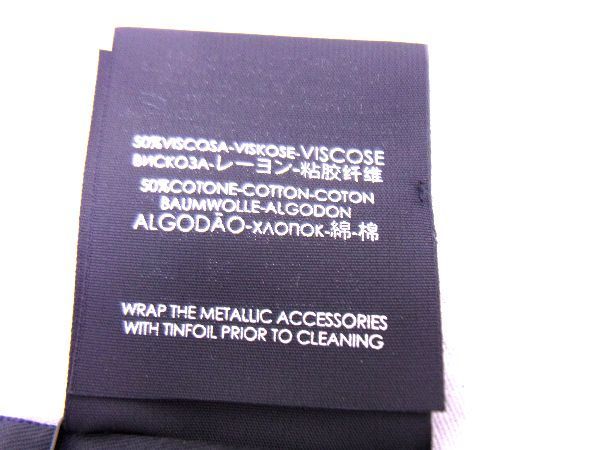 50%VISCOSA-VISKOSE-VISCOSE
ВИСКОЗА-レーヨン-粘胶纤维
50%COTONE-COTTON-COTON
BAUMWOLLE-ALGODON
ALGODÃO-ХЛОПОК-綿-棉
WRAP THE METALLIC ACCESSORIES
WITH TINFOIL PRIOR TO CLEANING